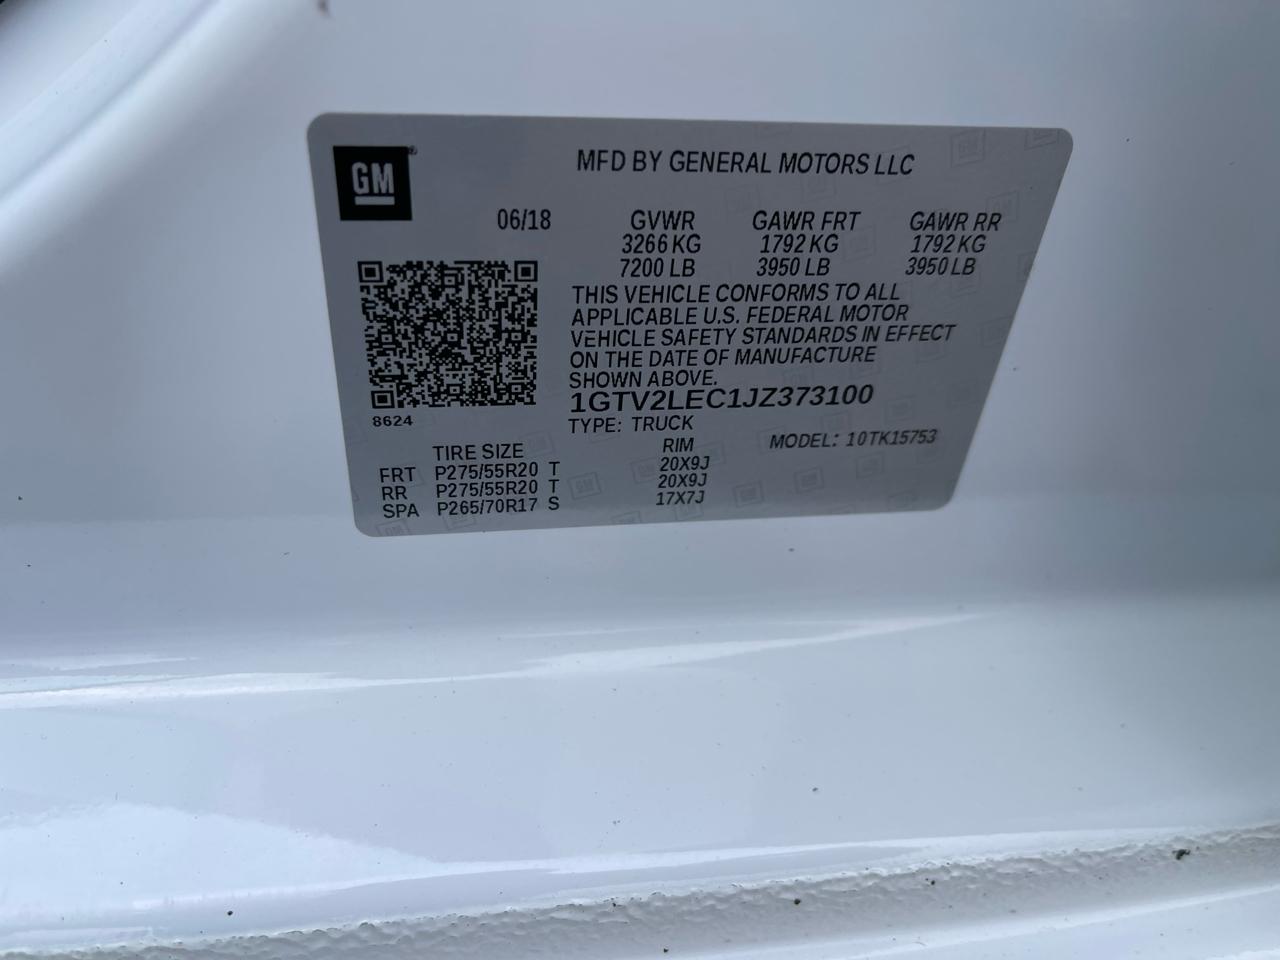 GM
MFD BY GENERAL MOTORS LLC
06/18 GVWR GAWR FRT GAWR RR
3266 KG 1792 KG 1792 KG
7200 LB 3950 LB 3950 LB
THIS VEHICLE CONFORMS TO ALL
APPLICABLE U.S. FEDERAL MOTOR
VEHICLE SAFETY STANDARDS IN EFFECT
ON THE DATE OF MANUFACTURE
SHOWN ABOVE.
1GTV2LEC1JZ373100
8624
TYPE: TRUCK
MODEL: 10TK15753
TIRE SIZE RIM
FRT P275/55R20 T 20X9J
RR P275/55R20 T 20X9J
SPA P265/70R17 S 17X7J